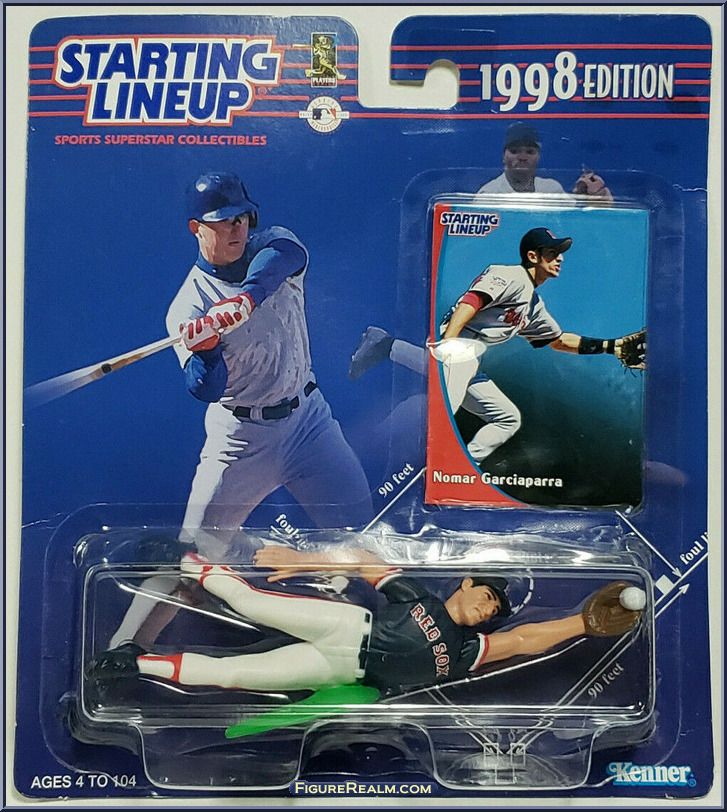 STARTING
LINEUP
SPORTS SUPERSTAR COLLECTIBLES
PLAYERS
1998 EDITION
STARTING
LINEUP
Nomar Garciaparra
90 feet
foul
foul li
RED SOX
90 feet
AGES 4 TO 104
FIGUREREALM.COM
Kenner